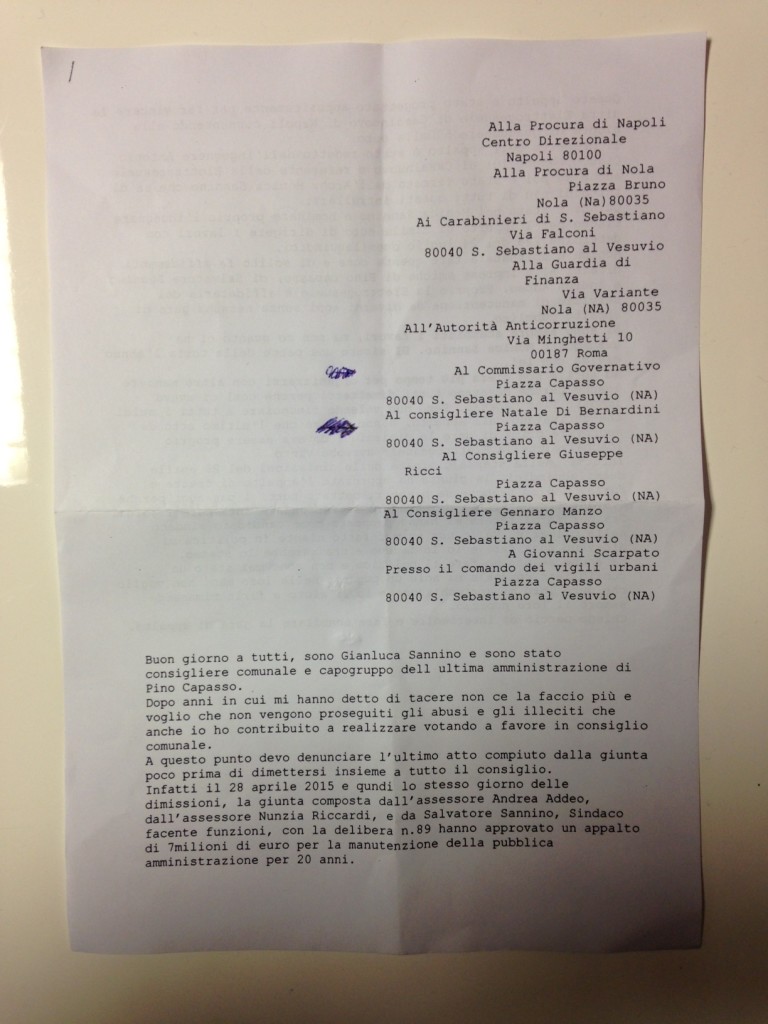 1
Alla Procura di Napoli
Centro Direzionale
Napoli 80100
Alla Procura di Nola
Piazza Bruno
Nola (Na)80035
Ai Carabinieri di S. Sebastiano
Via Falconi
80040 S. Sebastiano al Vesuvio
Alla Guardia di
Finanza
Via Variante
Nola (NA) 80035
All'Autorità Anticorruzione
Via Minghetti 10
00187 Roma
Al Commissario Governativo
Piazza Capasso
80040 S. Sebastiano al Vesuvio (NA)
Al consigliere Natale Di Bernardini
Piazza Capasso
80040 S. Sebastiano al Vesuvio (NA)
Al Consigliere Giuseppe
Ricci
Piazza Capasso
80040 S. Sebastiano al Vesuvio (NA)
Al Consigliere Gennaro Manzo
Piazza Capasso
80040 S. Sebastiano al Vesuvio (NA)
A Giovanni Scarpato
Presso il comando dei vigili urbani
Piazza Capasso
80040 S. Sebastiano al Vesuvio (NA)
Buon giorno a tutti, sono Gianluca Sannino e sono stato
consigliere comunale e capogruppo dell ultima amministrazione di
Pino Capasso.
Dopo anni in cui mi hanno detto di tacere non ce la faccio più e
voglio che non vengono proseguiti gli abusi e gli illeciti che
anche io ho contribuito a realizzare votando a favore in consiglio
comunale.
A questo punto devo denunciare l'ultimo atto compiuto dalla giunta
poco prima di dimettersi insieme a tutto il consiglio.
Infatti il 28 aprile 2015 e qundi lo stesso giorno delle
dimissioni, la giunta composta dall'assessore Andrea Addeo,
dall'assessore Nunzia Riccardi, e da Salvatore Sannino, Sindaco
facente funzioni, con la delibera n.89 hanno approvato un appalto
di 7milioni di euro per la manutenzione della pubblica
amministrazione per 20 anni.